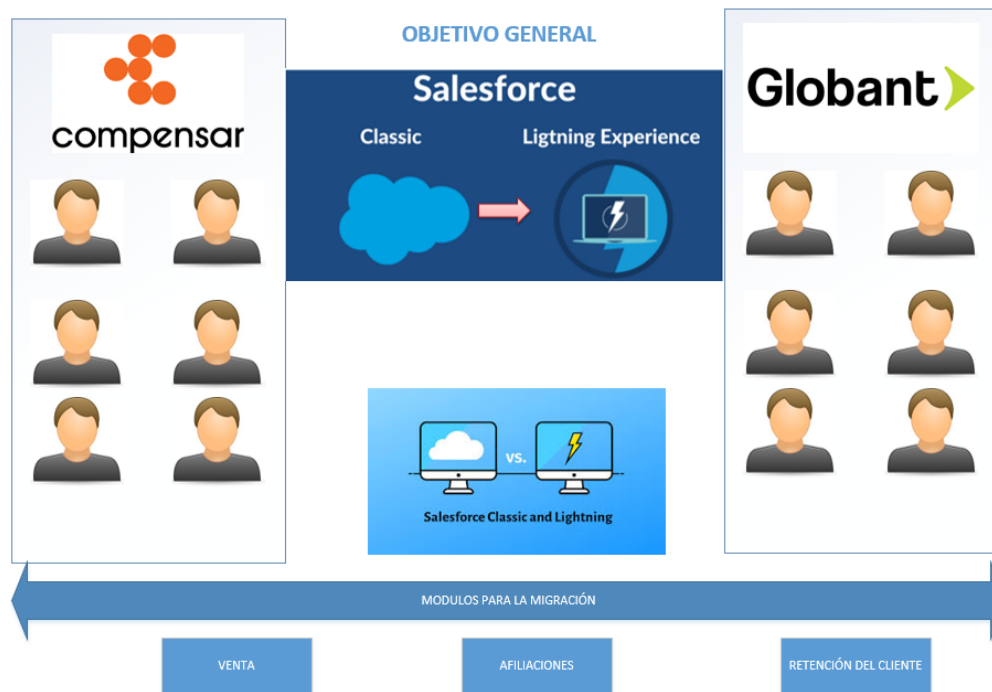 OBJETIVO GENERAL
compensar
Salesforce
Classic
Ligtning Experience
Globant
vs.
Salesforce Classic and Lightning
MODULOS PARA LA MIGRACIÓN
VENTA
AFILIACIONES
RETENCIÓN DEL CLIENTE